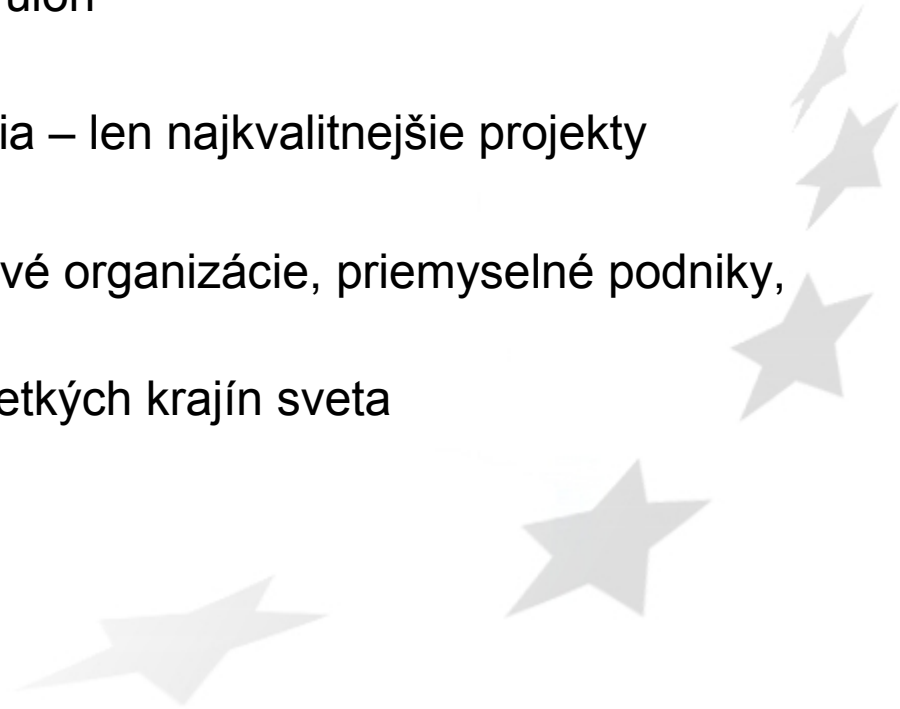 ia – len najkvalitnejšie projekty
vé organizácie, priemyselné podniky,
etkých krajín sveta